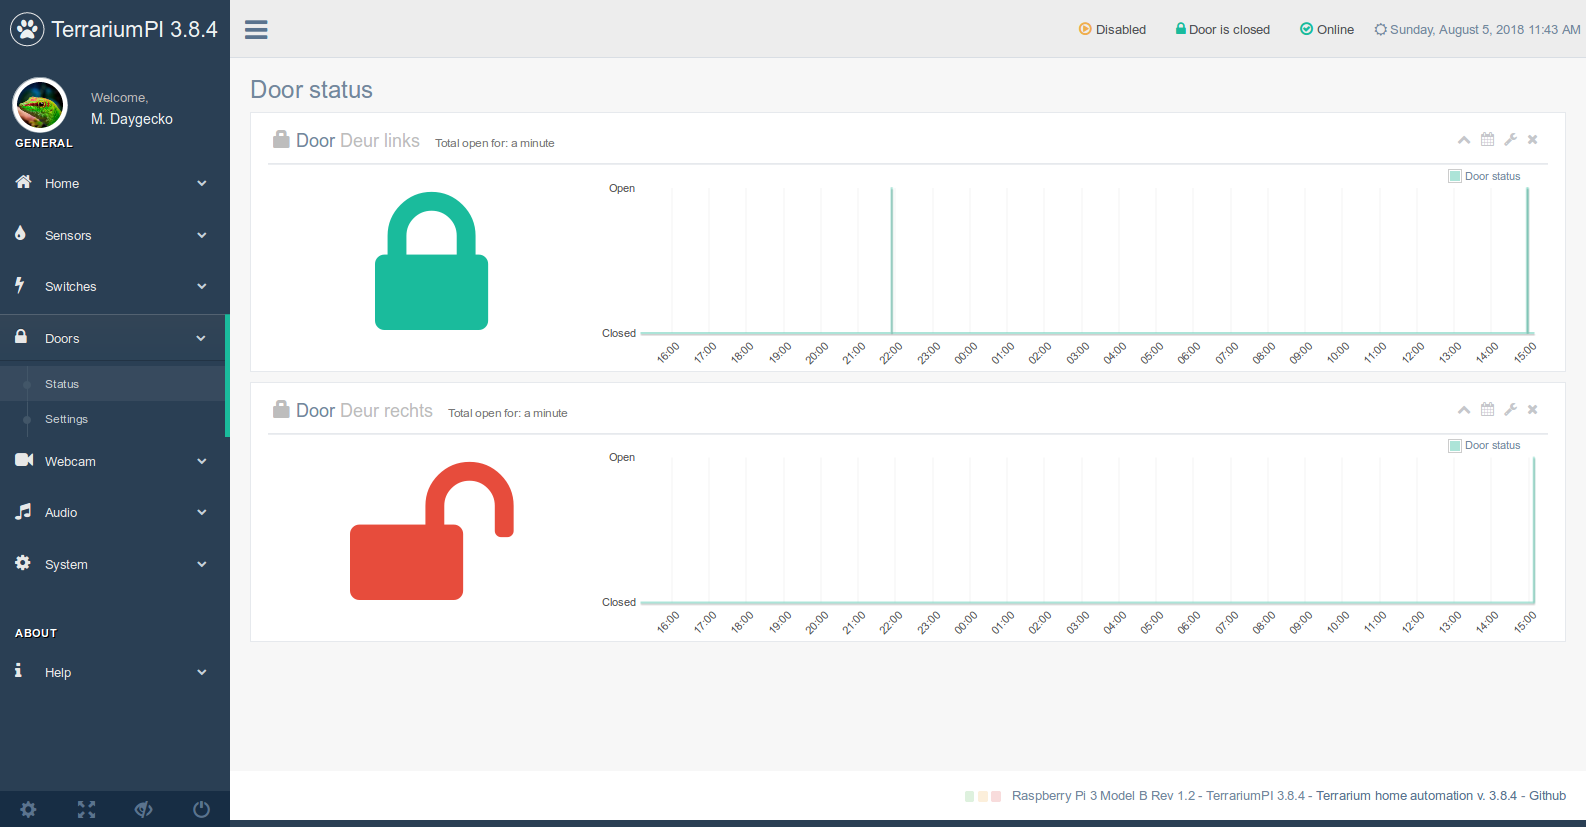 TerrariumPI 3.8.4
Disabled
Door is closed
Online
Sunday, August 5, 2018 11:43 AM
Welcome,
M. Daygecko
GENERAL
Home
Sensors
Switches
Doors
Status
Settings
Webcam
Audio
System
ABOUT
Help
Door status
Door Deur links Total open for: a minute
Door status
Open
Closed
16:00 17:00 18:00 19:00 20:00 21:00 22:00 23:00 00:00 01:00 02:00 03:00 04:00 05:00 06:00 07:00 08:00 09:00 10:00 11:00 12:00 13:00 14:00 15:00
Door Deur rechts Total open for: a minute
Door status
Open
Closed
16:00 17:00 18:00 19:00 20:00 21:00 22:00 23:00 00:00 01:00 02:00 03:00 04:00 05:00 06:00 07:00 08:00 09:00 10:00 11:00 12:00 13:00 14:00 15:00
Raspberry Pi 3 Model B Rev 1.2 - TerrariumPI 3.8.4 - Terrarium home automation v. 3.8.4 - Github